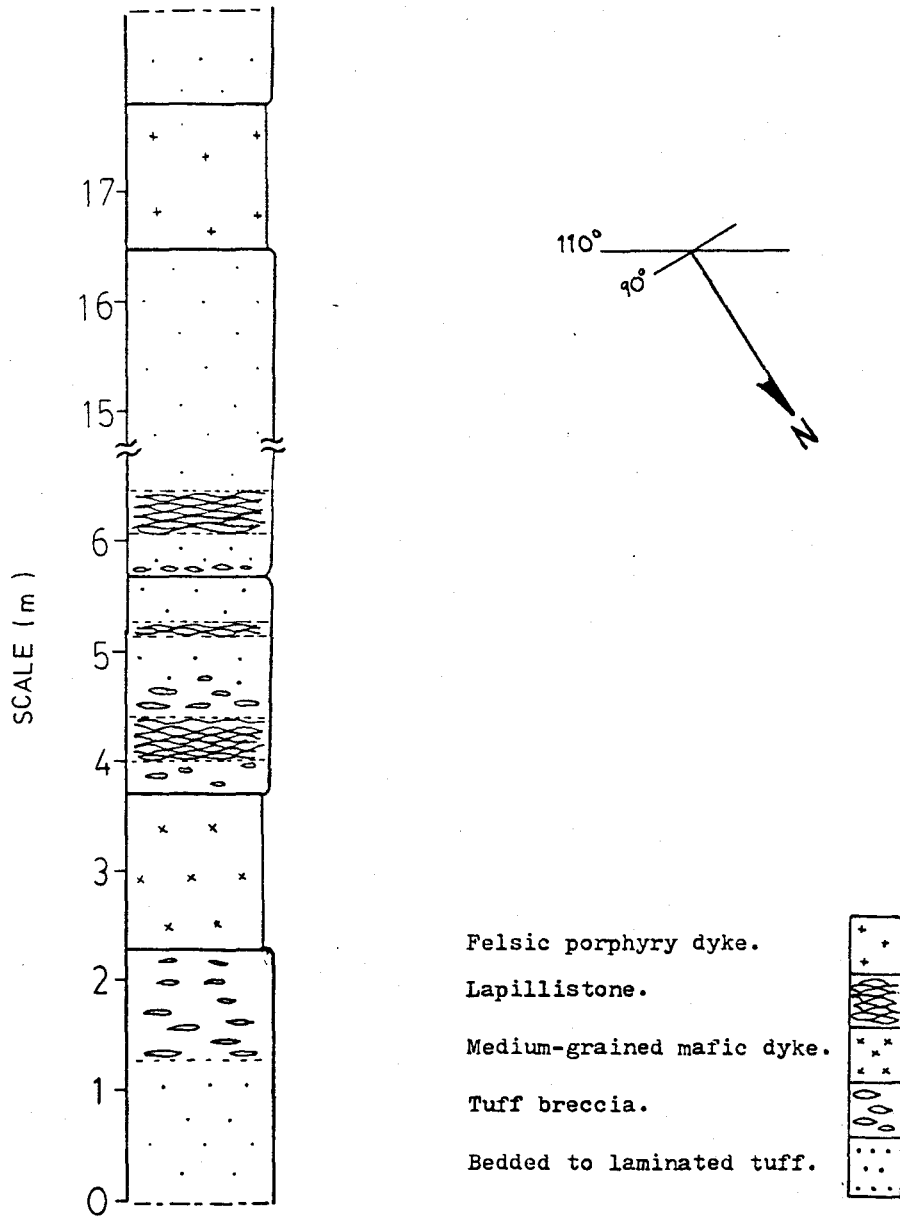 17
16
15
6
5
4
3
2
1
0
SCALE (m)
110°
90°
N
Felsic porphyry dyke.
Lapillistone.
Medium-grained mafic dyke.
Tuff breccia.
Bedded to laminated tuff.